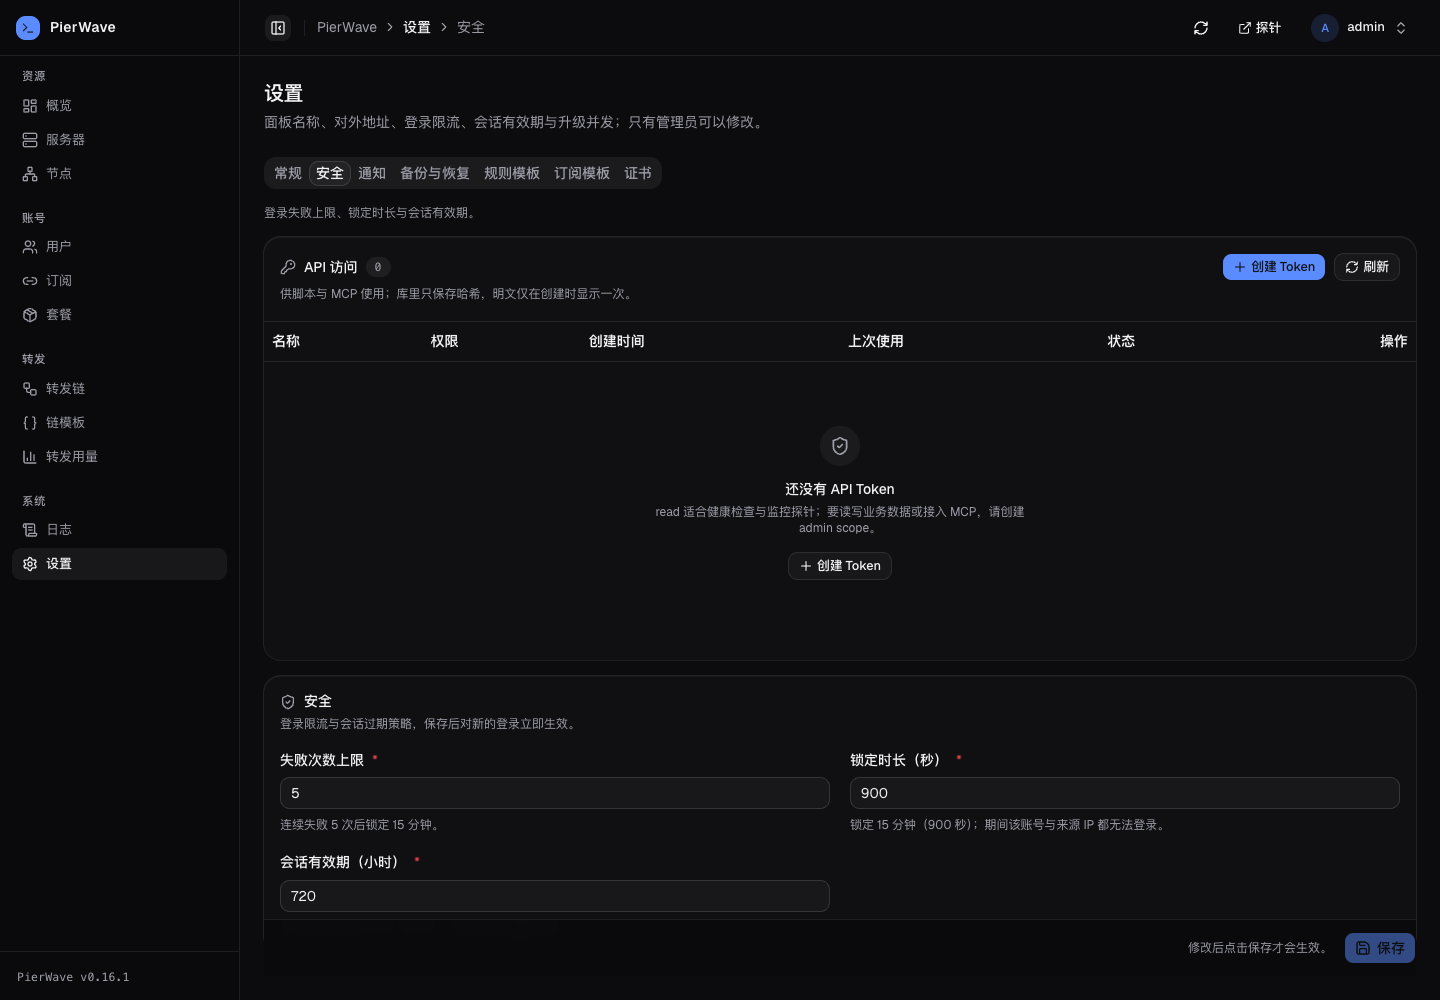 PierWave
PierWave
设置
安全
探针
A
admin
资源
概览
服务器
节点
账号
用户
订阅
套餐
转发
转发链
链模板
转发用量
系统
日志
设置
PierWave v0.16.1
设置
面板名称、对外地址、登录限流、会话有效期与升级并发；只有管理员可以修改。
常规 安全 通知 备份与恢复 规则模板 订阅模板 证书
登录失败上限、锁定时长与会话有效期。
API 访问 0
创建 Token
刷新
供脚本与 MCP 使用；库里只保存哈希，明文仅在创建时显示一次。
名称 权限 创建时间 上次使用 状态 操作
还没有 API Token
read 适合健康检查与监控探针；要读写业务数据或接入 MCP，请创建
admin scope。
创建 Token
安全
登录限流与会话过期策略，保存后对新的登录立即生效。
失败次数上限 *
5
连续失败 5 次后锁定 15 分钟。
锁定时长（秒） *
900
锁定 15 分钟（900 秒）；期间该账号与来源 IP 都无法登录。
会话有效期（小时） *
720
修改后点击保存才会生效。
保存